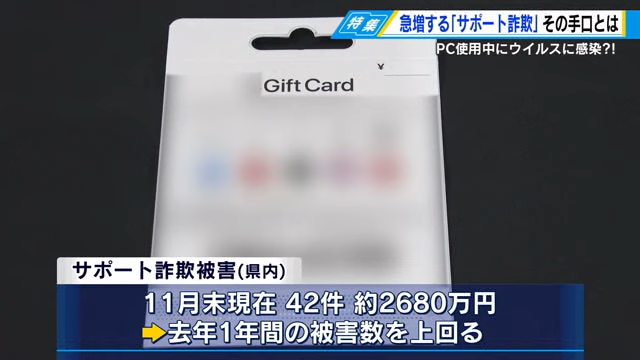 特集
急増する「サポート詐欺」その手口とは
PC使用中にウイルスに感染?!
¥
Gift Card
サポート詐欺被害(県内)
11月末現在 42件 約2680万円
➡去年1年間の被害数を上回る